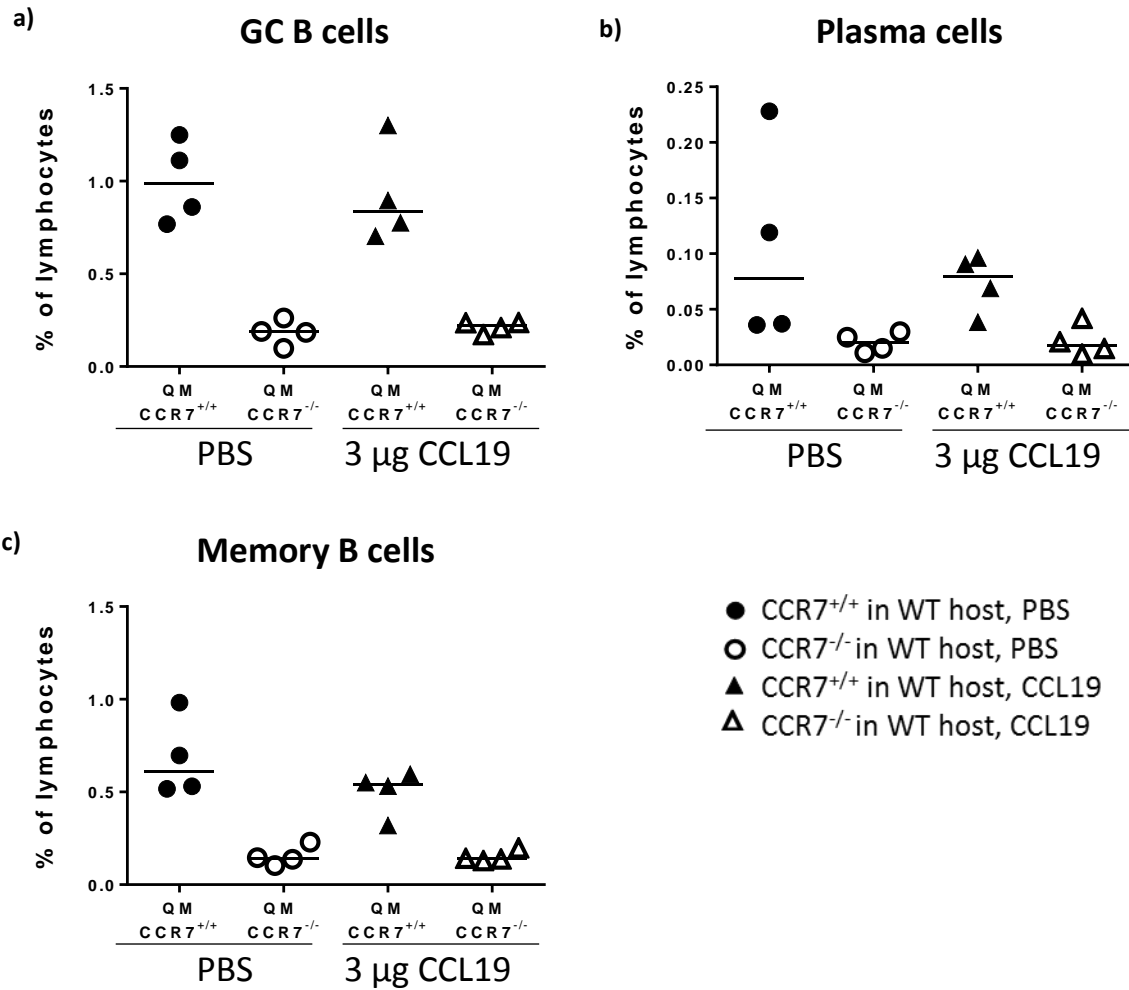 a)
GC B cells
% of lymphocytes
1.5
1.0
0.5
0.0
QM QM QM QM
CCR7+/+ CCR7-/- CCR7+/+ CCR7-/-
PBS 3 µg CCL19
b)
Plasma cells
% of lymphocytes
0.25
0.20
0.15
0.10
0.05
0.00
QM QM QM QM
CCR7+/+ CCR7-/- CCR7+/+ CCR7-/-
PBS 3 µg CCL19
c)
Memory B cells
% of lymphocytes
1.5
1.0
0.5
0.0
QM QM QM QM
CCR7+/+ CCR7-/- CCR7+/+ CCR7-/-
PBS 3 µg CCL19
CCR7+/+ in WT host, PBS
CCR7-/- in WT host, PBS
CCR7+/+ in WT host, CCL19
CCR7-/- in WT host, CCL19